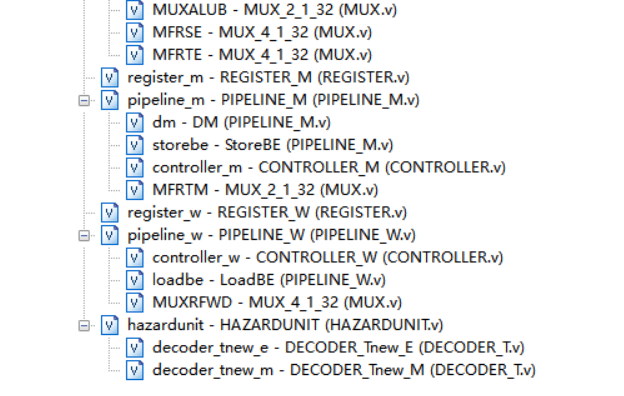 MUXALUB - MUX_2_1_32 (MUX.v)
MFRSE - MUX_4_1_32 (MUX.v)
MFRTE - MUX_4_1_32 (MUX.v)
register_m - REGISTER_M (REGISTER.v)
pipeline_m - PIPELINE_M (PIPELINE_M.v)
dm - DM (PIPELINE_M.v)
storebe - StoreBE (PIPELINE_M.v)
controller_m - CONTROLLER_M (CONTROLLER.v)
MFRTM - MUX_2_1_32 (MUX.v)
register_w - REGISTER_W (REGISTER.v)
pipeline_w - PIPELINE_W (PIPELINE_W.v)
controller_w - CONTROLLER_W (CONTROLLER.v)
loadbe - LoadBE (PIPELINE_W.v)
MUXRFWD - MUX_4_1_32 (MUX.v)
hazardunit - HAZARDUNIT (HAZARDUNIT.v)
decoder_tnew_e - DECODER_Tnew_E (DECODER_T.v)
decoder_tnew_m - DECODER_Tnew_M (DECODER_T.v)